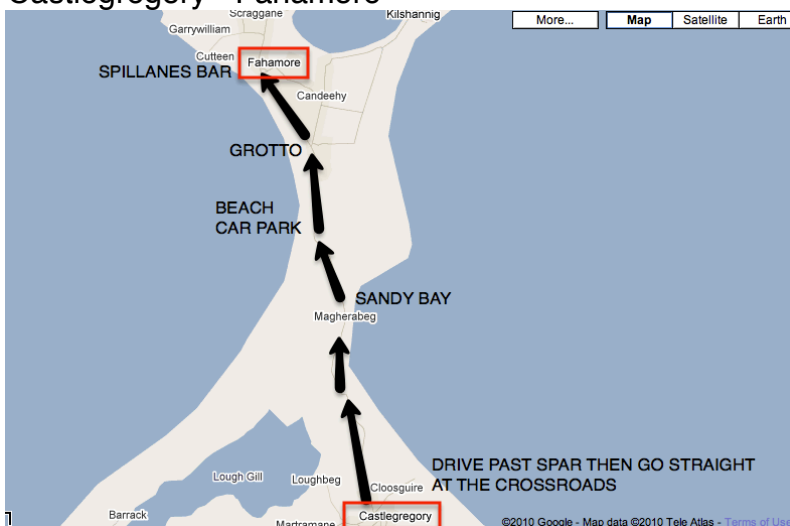 Castlegregory - Fahamore
Scraggane
Kilshannig
More...
Map
Satellite
Earth
Garrywilliam
Cutteen
Fahamore
SPILLANES BAR
Candeehy
GROTTO
BEACH
CAR PARK
SANDY BAY
Magherabeg
DRIVE PAST SPAR THEN GO STRAIGHT
AT THE CROSSROADS
Lough Gill
Loughbeg
Cloosguire
Barrack
Martramane
Castlegregory
©2010 Google - Map data ©2010 Tele Atlas - Terms of Use